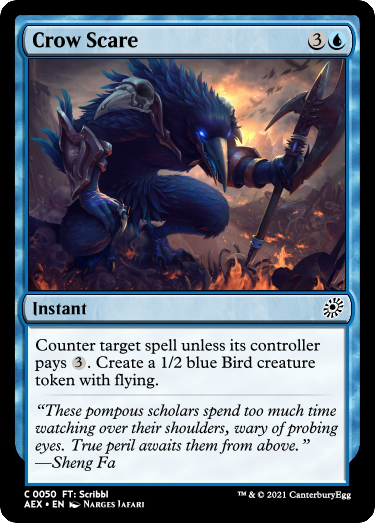 Crow Scare 3
Instant
Counter target spell unless its controller
pays 3. Create a 1/2 blue Bird creature
token with flying.
“These pompous scholars spend too much time
watching over their shoulders, wary of probing
eyes. True peril awaits them from above.”
—Sheng Fa
C 0050 FT: Scribbl
AEX • EN Narges Jafari
™ & © 2021 CanterburyEgg